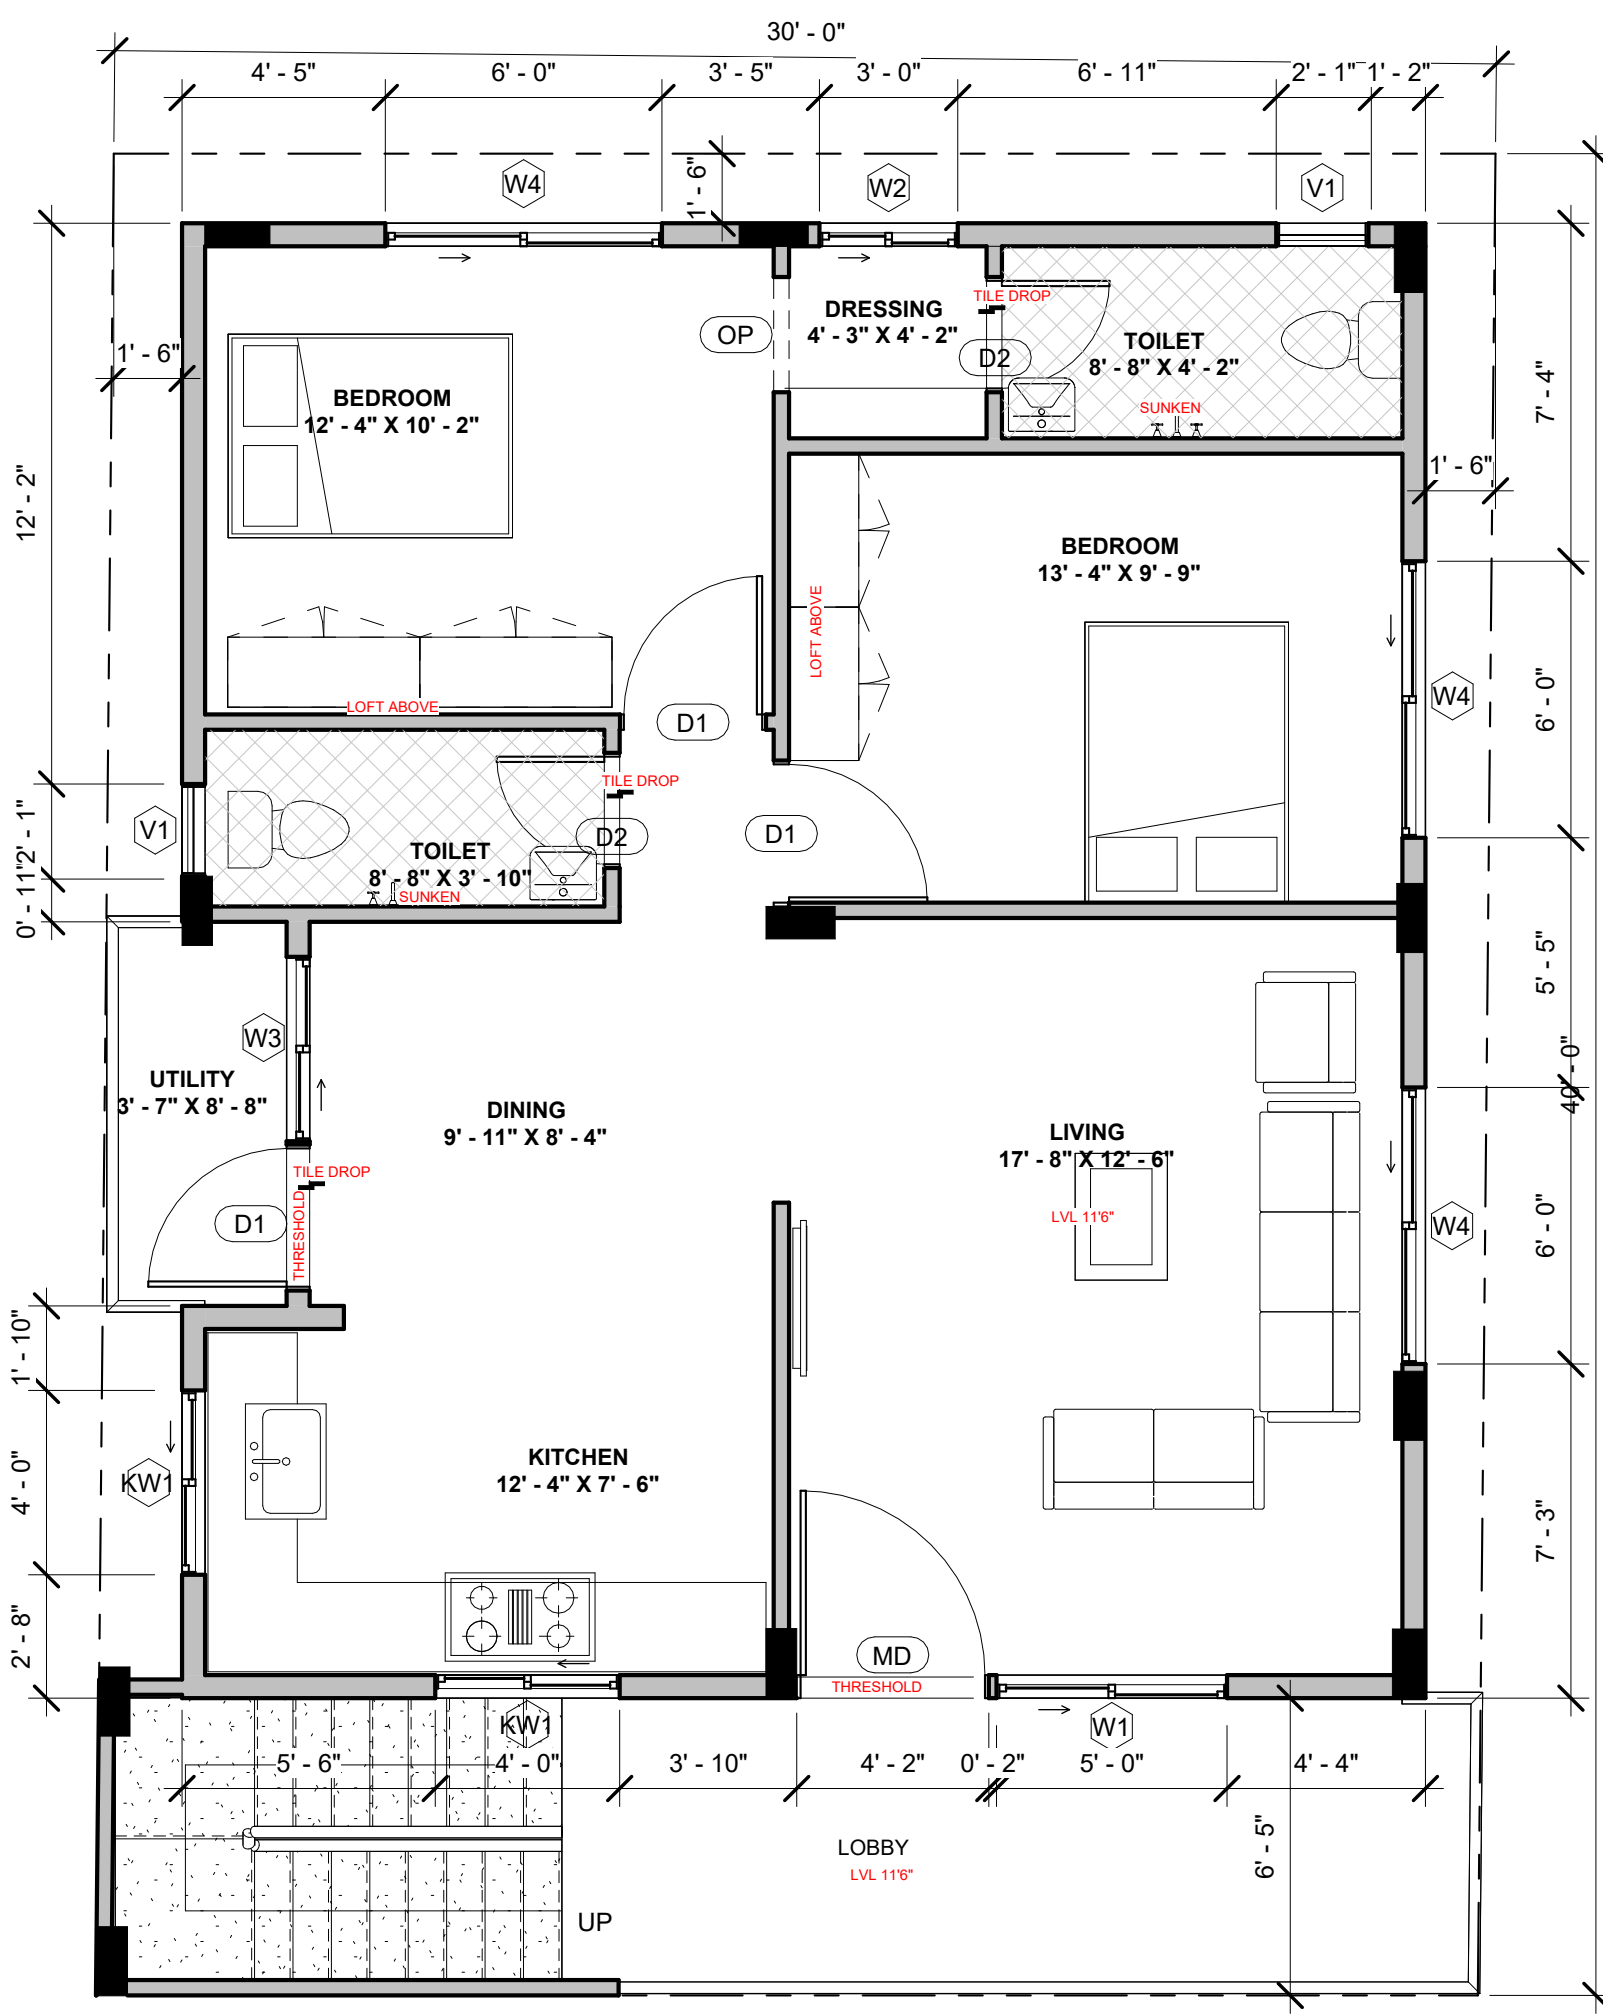 30' - 0"
4' - 5"
6' - 0"
3' - 5"
3' - 0"
6' - 11"
2' - 1"
1' - 2"
W4
1' - 6"
W2
V1
DRESSING
4' - 3" X 4' - 2"
TILE DROP
OP
D2
TOILET
8' - 8" X 4' - 2"
SUNKEN
1' - 6"
BEDROOM
12' - 4" X 10' - 2"
7' - 4"
1' - 6"
12' - 2"
BEDROOM
13' - 4" X 9' - 9"
LOFT ABOVE
LOFT ABOVE
D1
W4
6' - 0"
TILE DROP
V1
D2
D1
2' - 1"
TOILET
8' - 8" X 3' - 10"
SUNKEN
0' - 11"
5' - 5"
W3
40' - 0"
UTILITY
3' - 7" X 8' - 8"
DINING
9' - 11" X 8' - 4"
LIVING
17' - 8" X 12' - 6"
TILE DROP
THRESHOLD
D1
LVL 11'6"
W4
6' - 0"
1' - 10"
KITCHEN
12' - 4" X 7' - 6"
KW1
4' - 0"
7' - 3"
2' - 8"
MD
THRESHOLD
KW1
W1
5' - 6"
4' - 0"
3' - 10"
4' - 2"
0' - 2"
5' - 0"
4' - 4"
6' - 5"
LOBBY
LVL 11'6"
UP